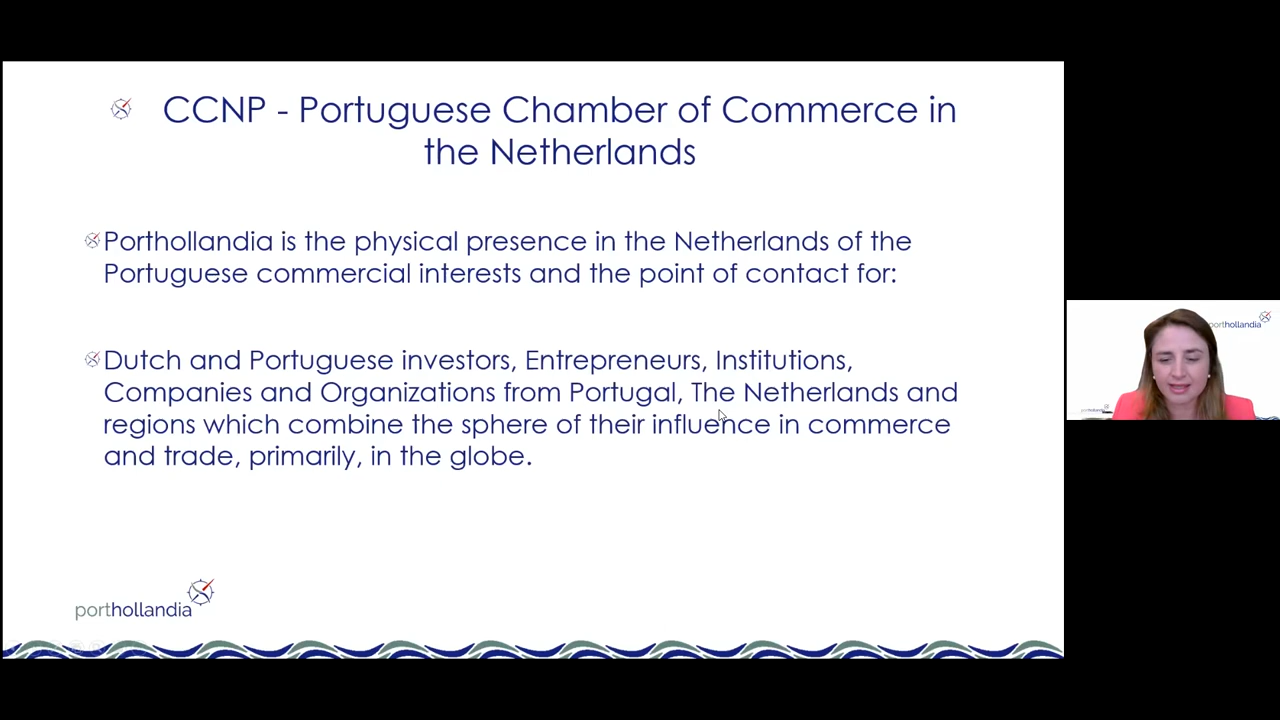 CCNP - Portuguese Chamber of Commerce in
the Netherlands
Porthollandia is the physical presence in the Netherlands of the
Portuguese commercial interests and the point of contact for:
Dutch and Portuguese investors, Entrepreneurs, Institutions,
Companies and Organizations from Portugal, The Netherlands and
regions which combine the sphere of their influence in commerce
and trade, primarily, in the globe.
porthollandia
porthollandia
porthollandia